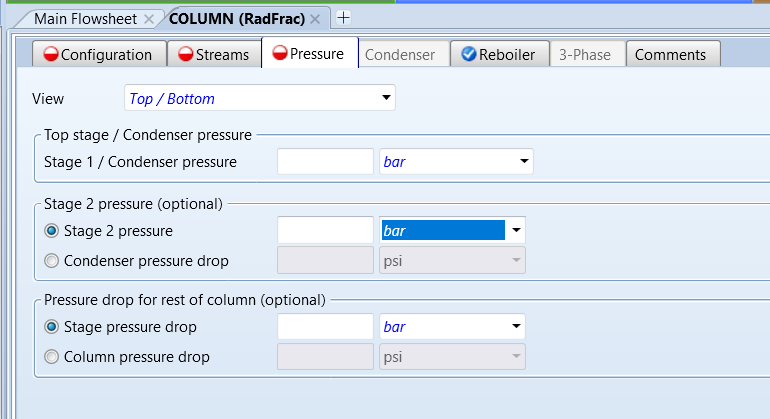 Main Flowsheet COLUMN (RadFrac)
Configuration Streams Pressure Condenser Reboiler 3-Phase Comments
View Top / Bottom
Top stage / Condenser pressure
Stage 1 / Condenser pressure bar
Stage 2 pressure (optional)
Stage 2 pressure bar
Condenser pressure drop psi
Pressure drop for rest of column (optional)
Stage pressure drop bar
Column pressure drop psi